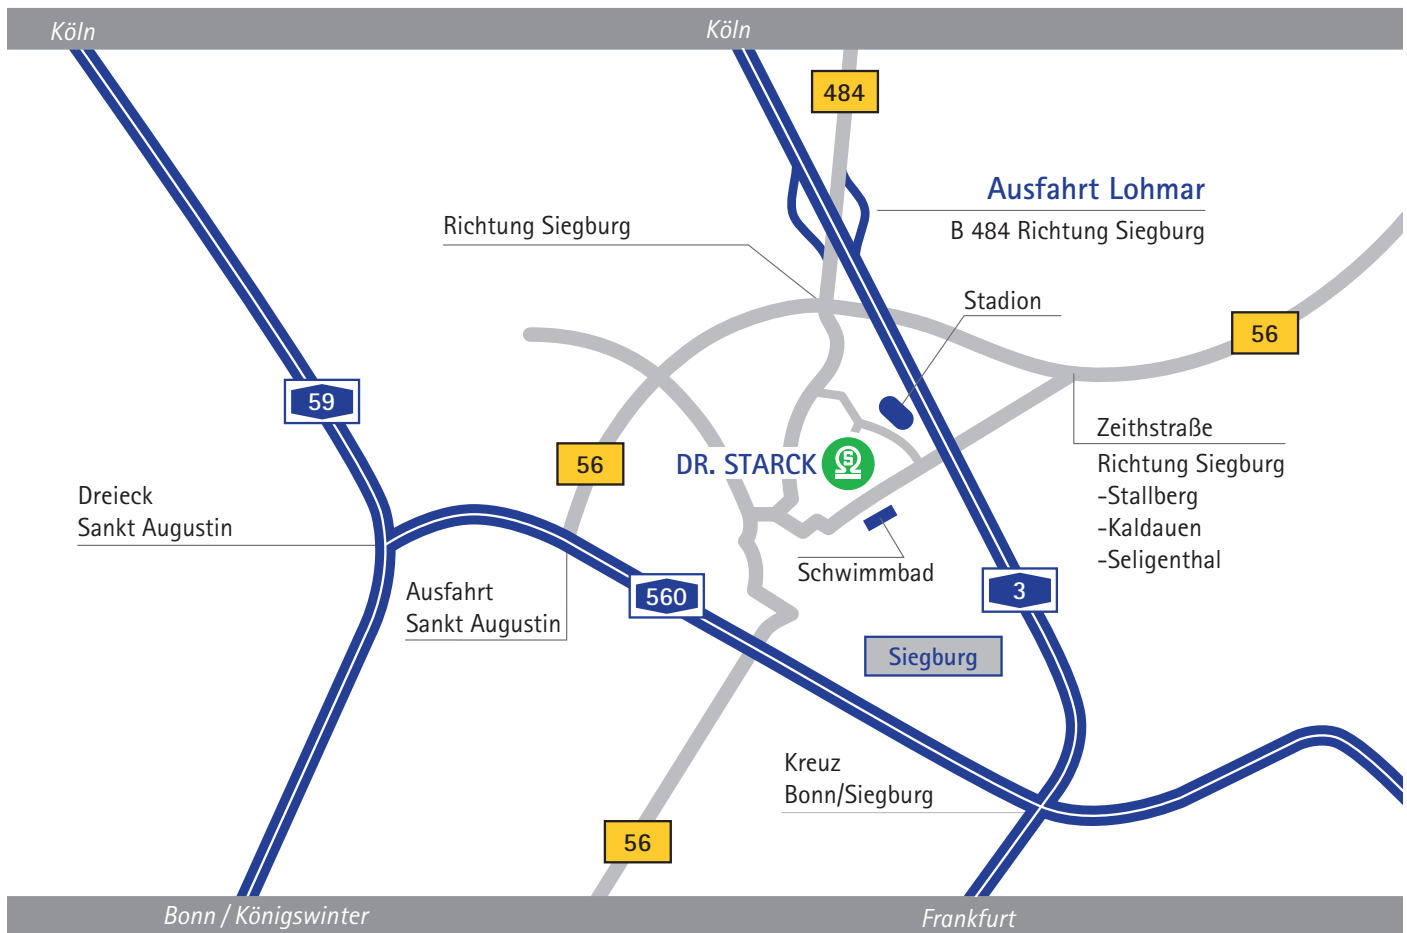 Köln
Köln
484
Ausfahrt Lohmar
B 484 Richtung Siegburg
Richtung Siegburg
Stadion
56
59
Zeithstraße
Richtung Siegburg
-Stallberg
-Kaldauen
-Seligenthal
56
DR. STARCK
S
Dreieck
Sankt Augustin
Schwimmbad
Ausfahrt
Sankt Augustin
560
3
Siegburg
Kreuz
Bonn/Siegburg
56
Bonn / Königswinter
Frankfurt